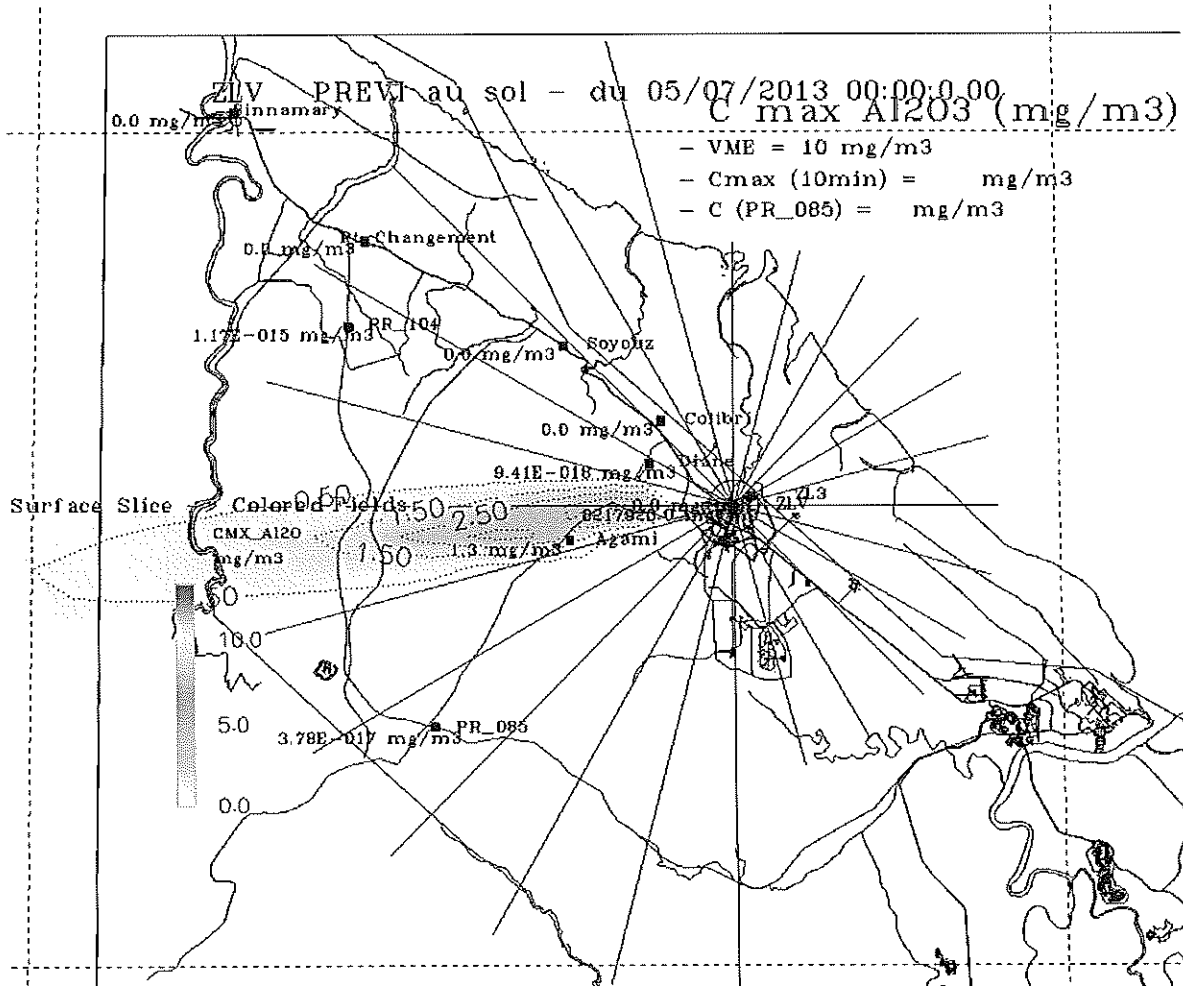 ZLV PREVI au sol - du 05/07/2013 00:00:0.00
C max Al2O3 (mg/m3)
- VME = 10 mg/m3
- Cmax (10min) = mg/m3
- C (PR_085) = mg/m3
Sinnamary
0.0 mg/m3
Changement
0.0 mg/m3
PR_104
1.17E-015 mg/m3
Soyouz
0.0 mg/m3
Colibri
0.0 mg/m3
Diane
9.41E-018 mg/m3
Surface Slice - Colored Fields
0.50
1.50
2.50
ZL3
ZLV
CMX_Al2O
mg/m3
1.50
Agami
1.3 mg/m3
10.0
5.0
0.0
PR_085
3.78E-017 mg/m3